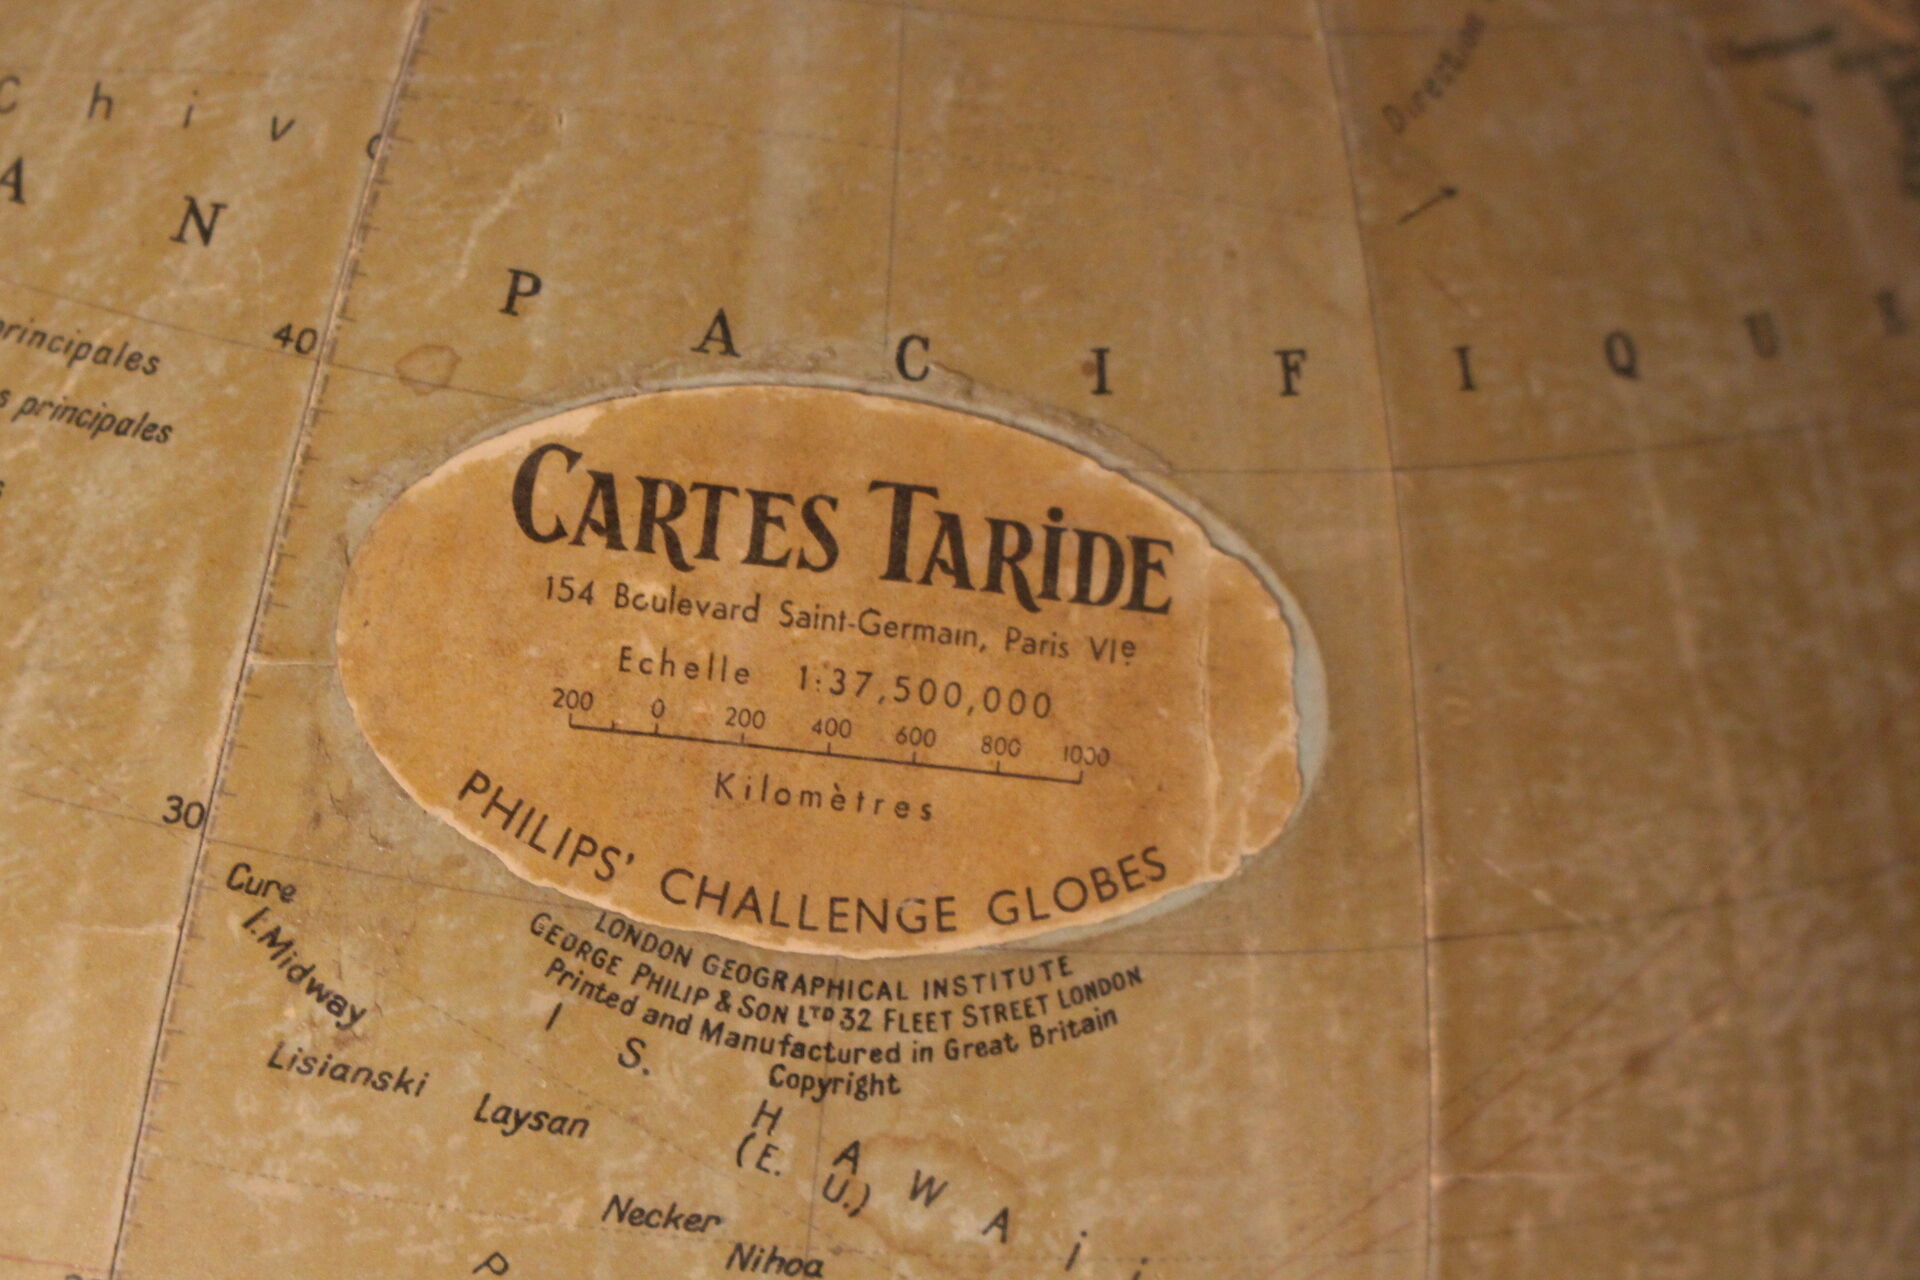 Direction
C h i v
A N
P A C I F I Q U E
principales
40
principales
CARTES TARIDE
154 Boulevard Saint-Germain, Paris VIe
Echelle 1:37,500,000
200 0 200 400 600 800 1000
Kilomètres
PHILIPS' CHALLENGE GLOBES
30
LONDON GEOGRAPHICAL INSTITUTE
GEORGE PHILIP & SON LTD 32 FLEET STREET LONDON
Printed and Manufactured in Great Britain
Copyright
Cure
I. Midway
Lisianski
Laysan
I S.
H A W A i i
(E. U.)
Necker
Nihoa
P